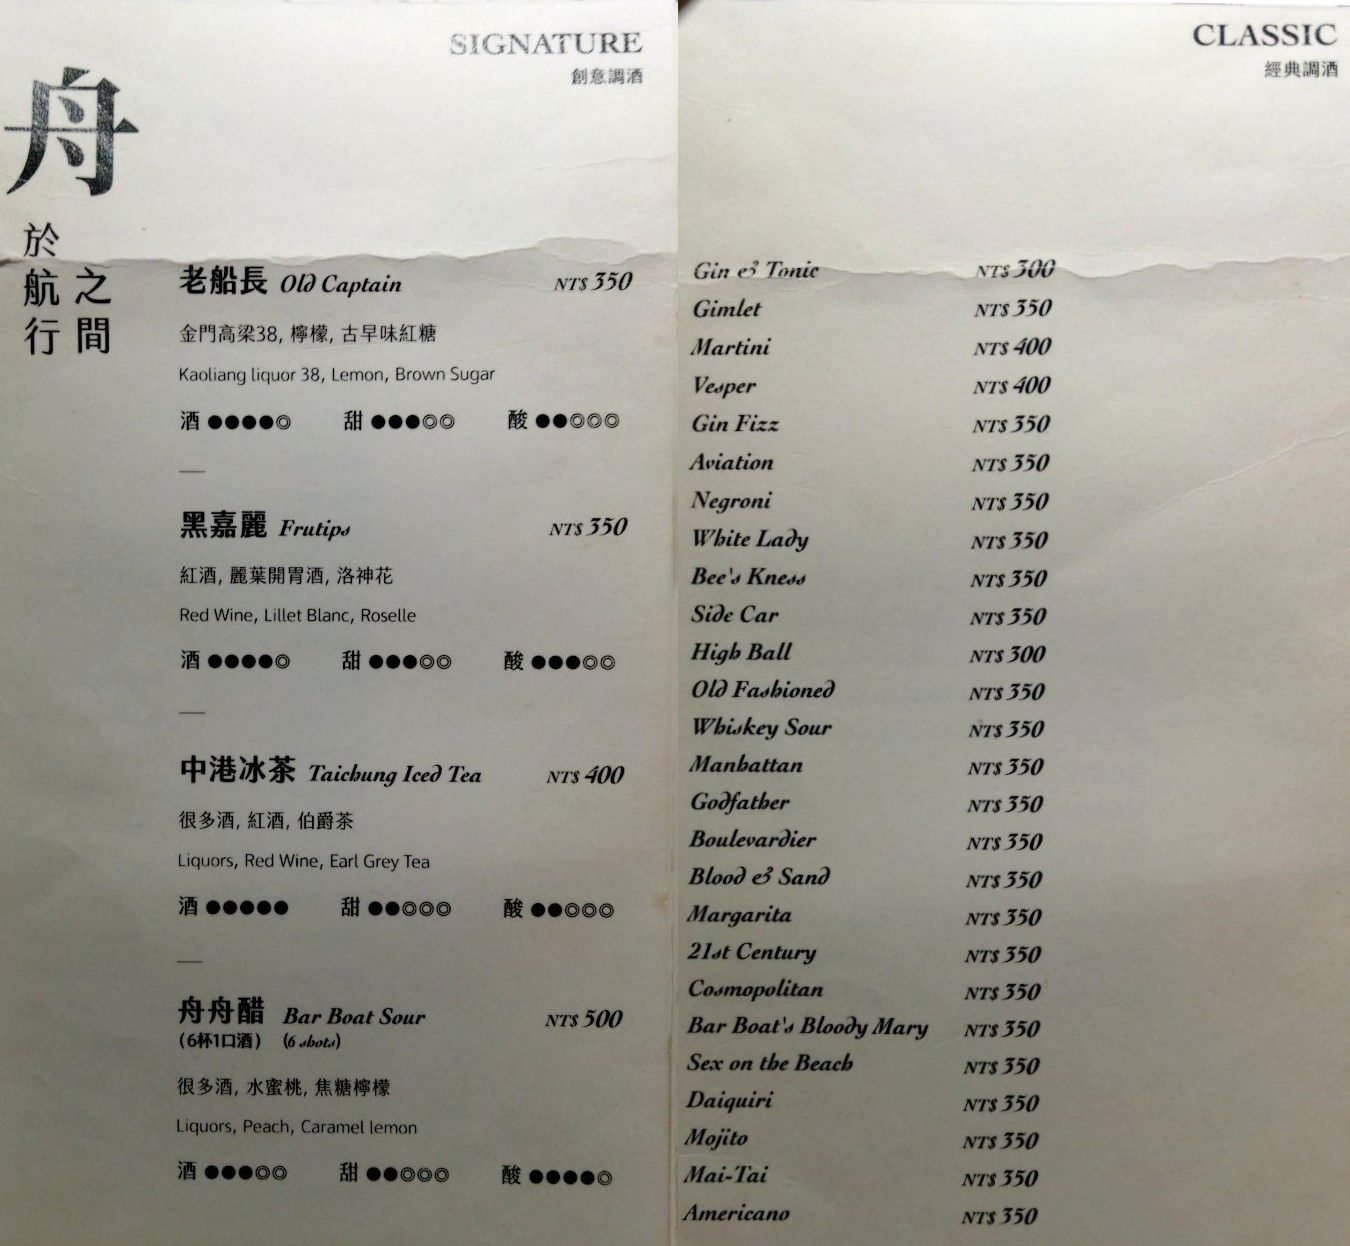 SIGNATURE
創意調酒
舟
於
航行
之間
老船長 Old Captain NT$ 350
金門高梁38, 檸檬, 古早味紅糖
Kaoliang liquor 38, Lemon, Brown Sugar
酒 ●●●●◎ 甜 ●●●◎◎ 酸 ●●◎◎◎
黑嘉麗 Frutips NT$ 350
紅酒, 麗葉開胃酒, 洛神花
Red Wine, Lillet Blanc, Roselle
酒 ●●●●◎ 甜 ●●●◎◎ 酸 ●●●◎◎
中港冰茶 Taichung Iced Tea NT$ 400
很多酒, 紅酒, 伯爵茶
Liquors, Red Wine, Earl Grey Tea
酒 ●●●●● 甜 ●●◎◎◎ 酸 ●●◎◎◎
舟舟醋 Bar Boat Sour NT$ 500
(6杯1口酒) (6 shots)
很多酒, 水蜜桃, 焦糖檸檬
Liquors, Peach, Caramel lemon
酒 ●●●◎◎ 甜 ●●◎◎◎ 酸 ●●●●◎
CLASSIC
經典調酒
Gin & Tonic NT$ 300
Gimlet NT$ 350
Martini NT$ 400
Vesper NT$ 400
Gin Fizz NT$ 350
Aviation NT$ 350
Negroni NT$ 350
White Lady NT$ 350
Bee's Kness NT$ 350
Side Car NT$ 350
High Ball NT$ 300
Old Fashioned NT$ 350
Whiskey Sour NT$ 350
Manhattan NT$ 350
Godfather NT$ 350
Boulevardier NT$ 350
Blood & Sand NT$ 350
Margarita NT$ 350
21st Century NT$ 350
Cosmopolitan NT$ 350
Bar Boat's Bloody Mary NT$ 350
Sex on the Beach NT$ 350
Daiquiri NT$ 350
Mojito NT$ 350
Mai-Tai NT$ 350
Americano NT$ 350